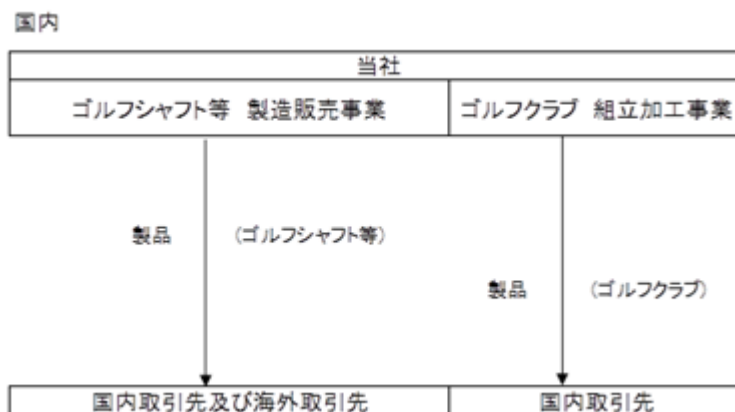 国内
当社
ゴルフシャフト等 製造販売事業
ゴルフクラブ 組立加工事業
製品 (ゴルフシャフト等)
製品 (ゴルフクラブ)
国内取引先及び海外取引先
国内取引先